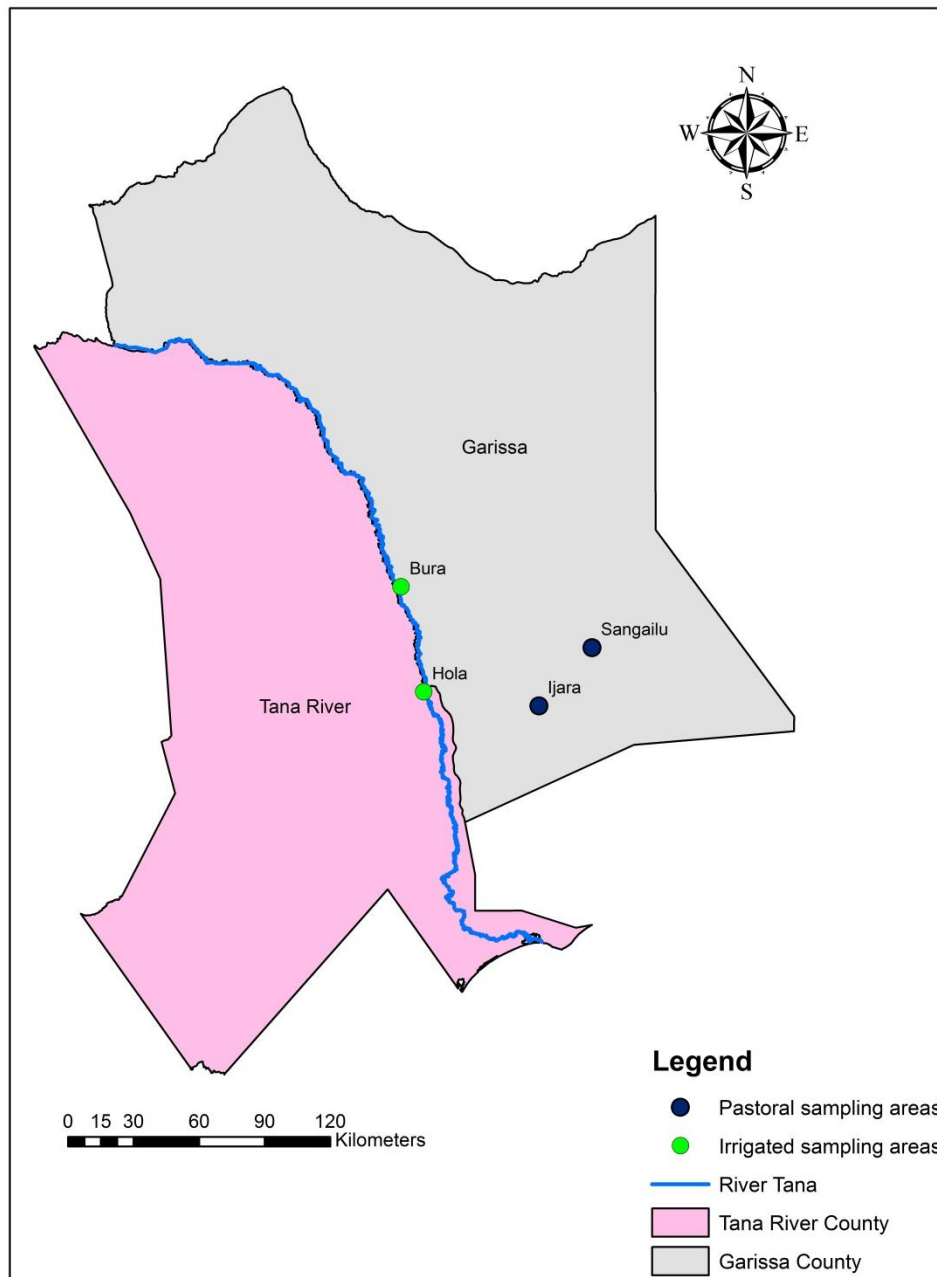 N
W E
S
Garissa
Bura
Sangailu
Hola
Ijara
Tana River
Legend
0 15 30 60 90 120
Kilometers
Pastoral sampling areas
Irrigated sampling areas
River Tana
Tana River County
Garissa County